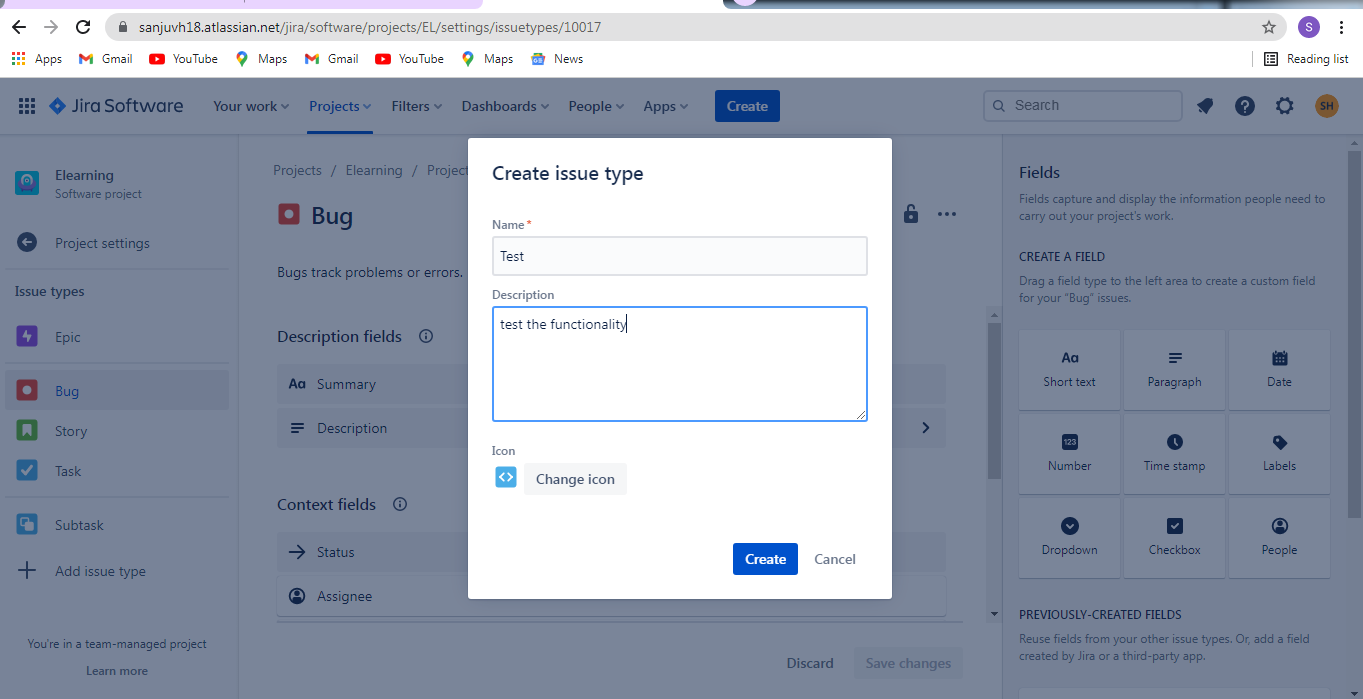 sanjuvh18.atlassian.net/jira/software/projects/EL/settings/issuetypes/10017
S
Apps Gmail YouTube Maps Gmail YouTube Maps News Reading list
Jira Software Your work Projects Filters Dashboards People Apps Create Search SH
Elearning
Software project
Project settings
Issue types
Epic
Bug
Story
Task
Subtask
Add issue type
You're in a team-managed project
Learn more
Projects / Elearning / Project
Bug
Bugs track problems or errors.
Description fields
Aa Summary
Description
Context fields
Status
Assignee
Discard Save changes
Create issue type
Name *
Test
Description
test the functionality
Icon
Change icon
Create Cancel
Fields
Fields capture and display the information people need to
carry out your project's work.
CREATE A FIELD
Drag a field type to the left area to create a custom field
for your "Bug" issues.
Aa
Short text Paragraph Date
123
Number Time stamp Labels
Dropdown Checkbox People
PREVIOUSLY-CREATED FIELDS
Reuse fields from your other issue types. Or, add a field
created by Jira or a third-party app.